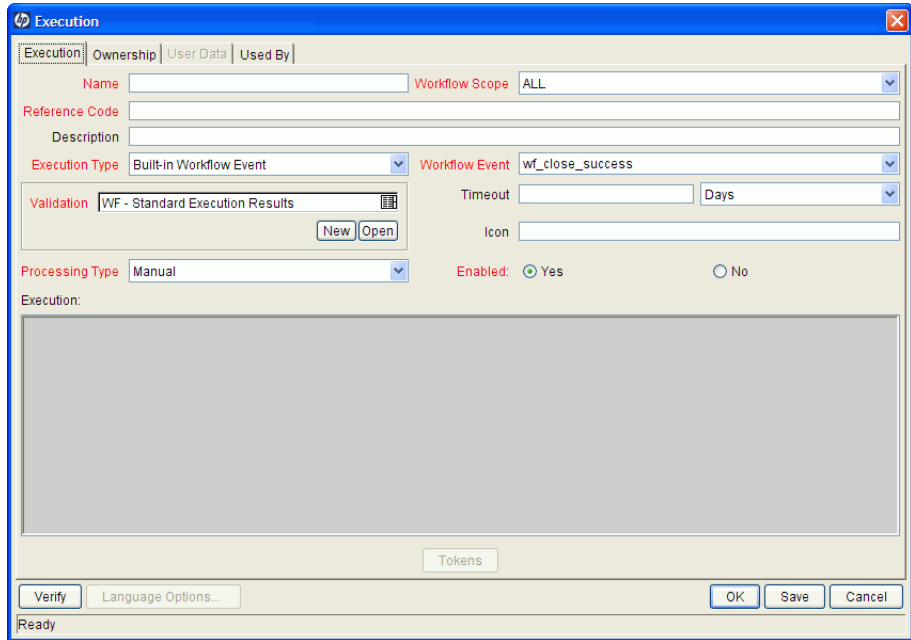 hp Execution
Execution Ownership User Data Used By
Name Workflow Scope ALL
Reference Code
Description
Execution Type Built-in Workflow Event Workflow Event wf_close_success
Validation WF - Standard Execution Results Timeout Days
New Open Icon
Processing Type Manual Enabled: Yes No
Execution:
Tokens
Verify Language Options... OK Save Cancel
Ready